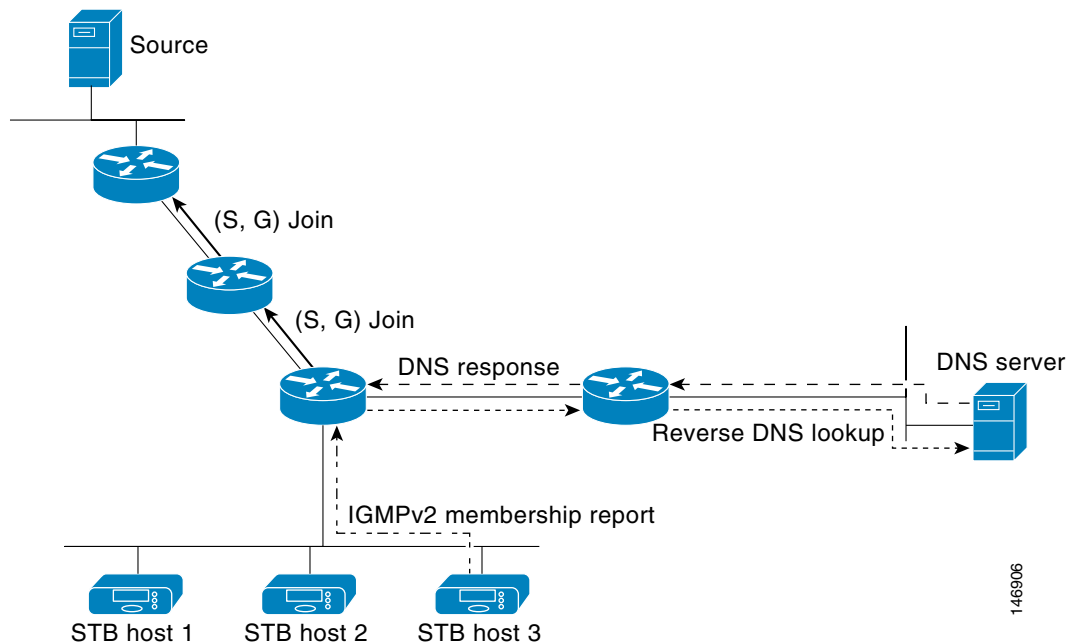 Source
(S, G) Join
(S, G) Join
DNS response
DNS server
Reverse DNS lookup
IGMPv2 membership report
STB host 1
STB host 2
STB host 3
146906